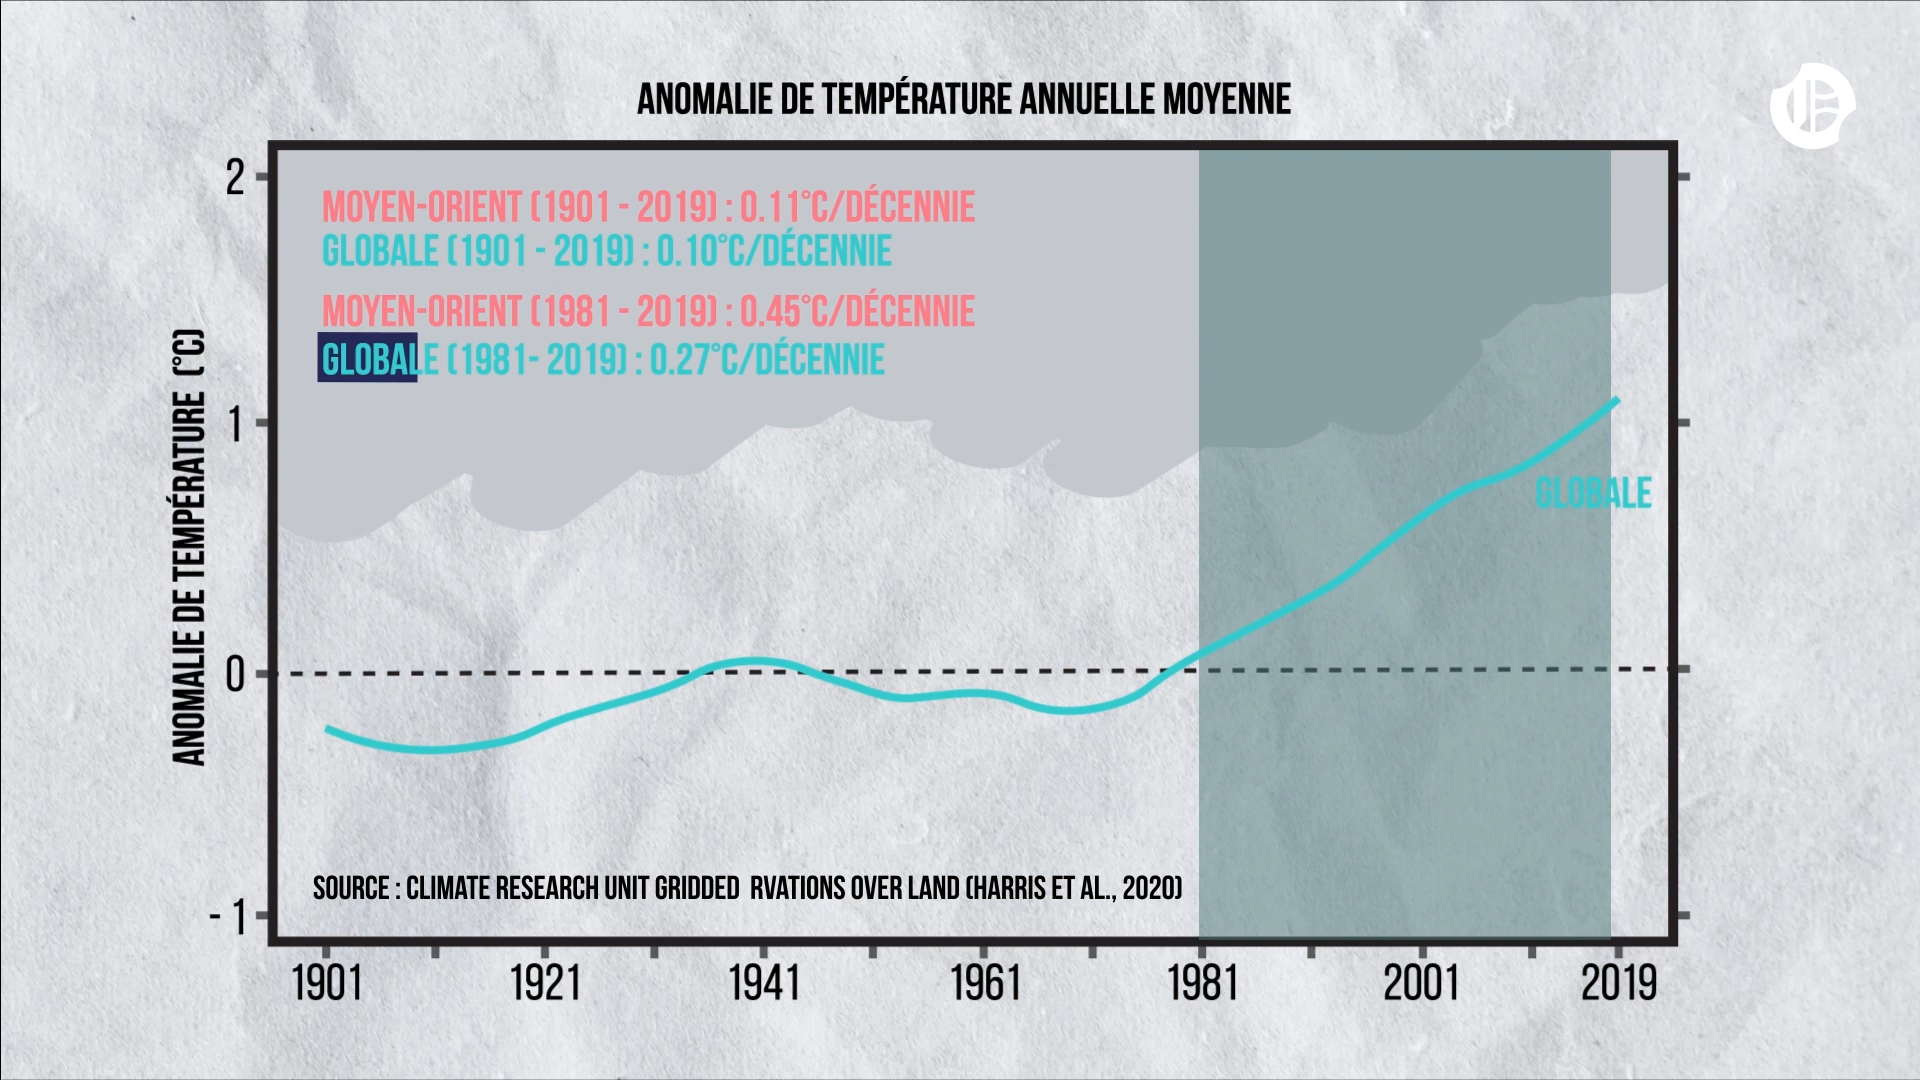 ANOMALIE DE TEMPÉRATURE ANNUELLE MOYENNE
MOYEN-ORIENT (1901 - 2019) : 0.11°C/DÉCENNIE
GLOBALE (1901 - 2019) : 0.10°C/DÉCENNIE
MOYEN-ORIENT (1981 - 2019) : 0.45°C/DÉCENNIE
GLOBALE (1981- 2019) : 0.27°C/DÉCENNIE
ANOMALIE DE TEMPÉRATURE (°C)
2
1
0
- 1
GLOBALE
SOURCE : CLIMATE RESEARCH UNIT GRIDDED RVATIONS OVER LAND (HARRIS ET AL., 2020)
1901 1921 1941 1961 1981 2001 2019